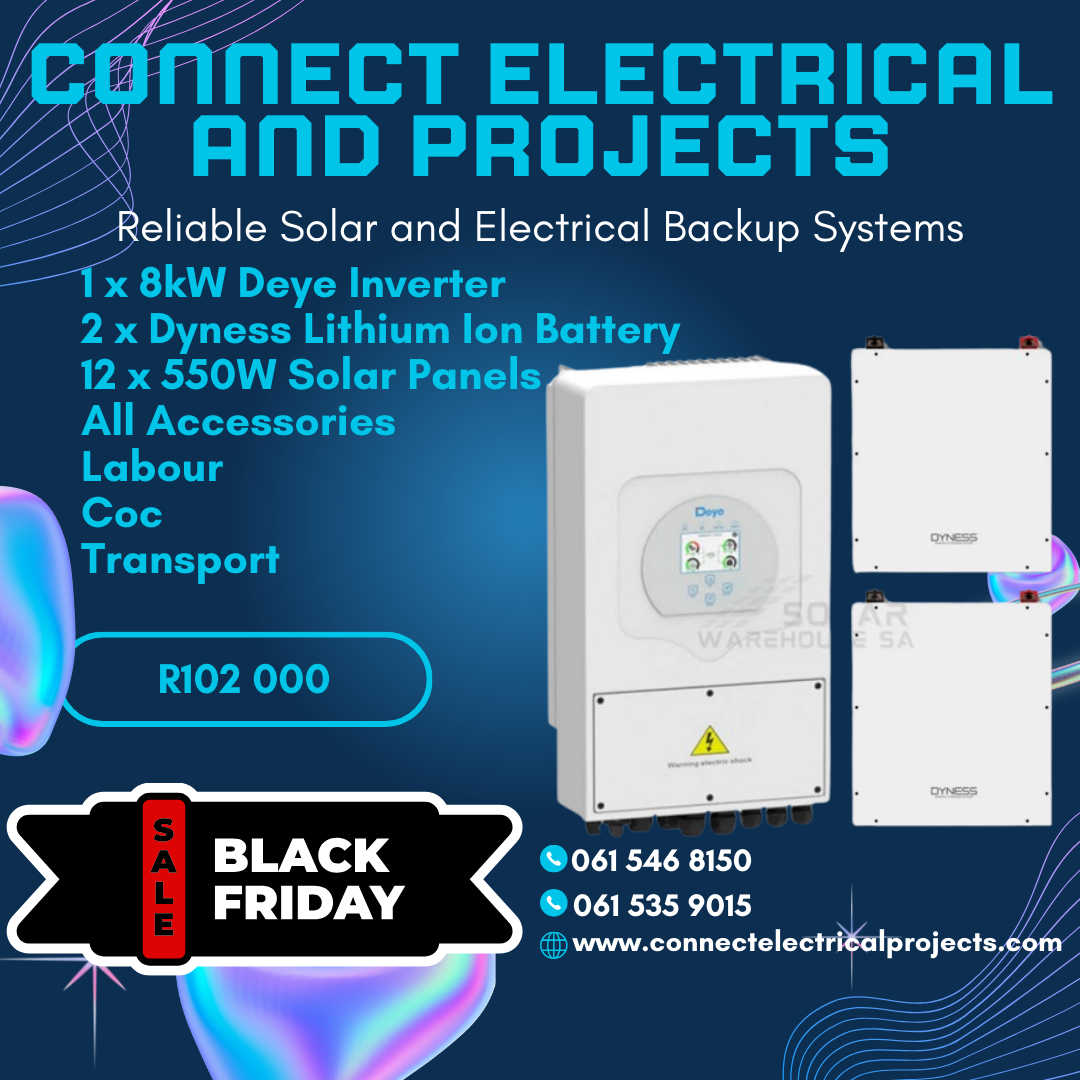 CONNECT ELECTRICAL
AND PROJECTS
Reliable Solar and Electrical Backup Systems
1 x 8kW Deye Inverter
2 x Dyness Lithium Ion Battery
12 x 550W Solar Panels
All Accessories
Labour
Coc
Transport
R102 000
Deye
SOLAR
WAREHOUSE SA
Warning electric shock
DYNESS
DYNESS
SALE
BLACK
FRIDAY
061 546 8150
061 535 9015
www.connectelectricalprojects.com